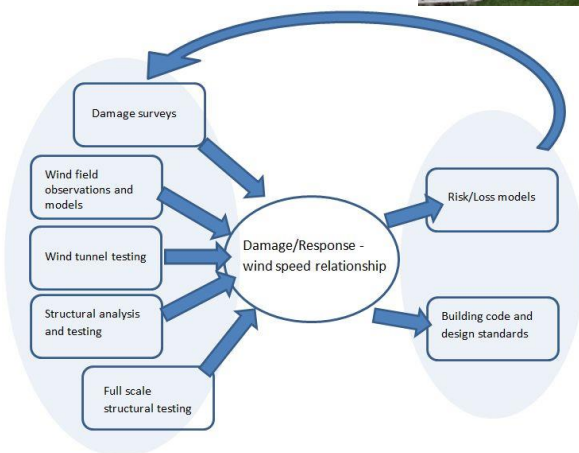 Damage surveys
Wind field
observations and
models
Wind tunnel testing
Structural analysis
and testing
Full scale
structural testing
Damage/Response -
wind speed relationship
Risk/Loss models
Building code and
design standards